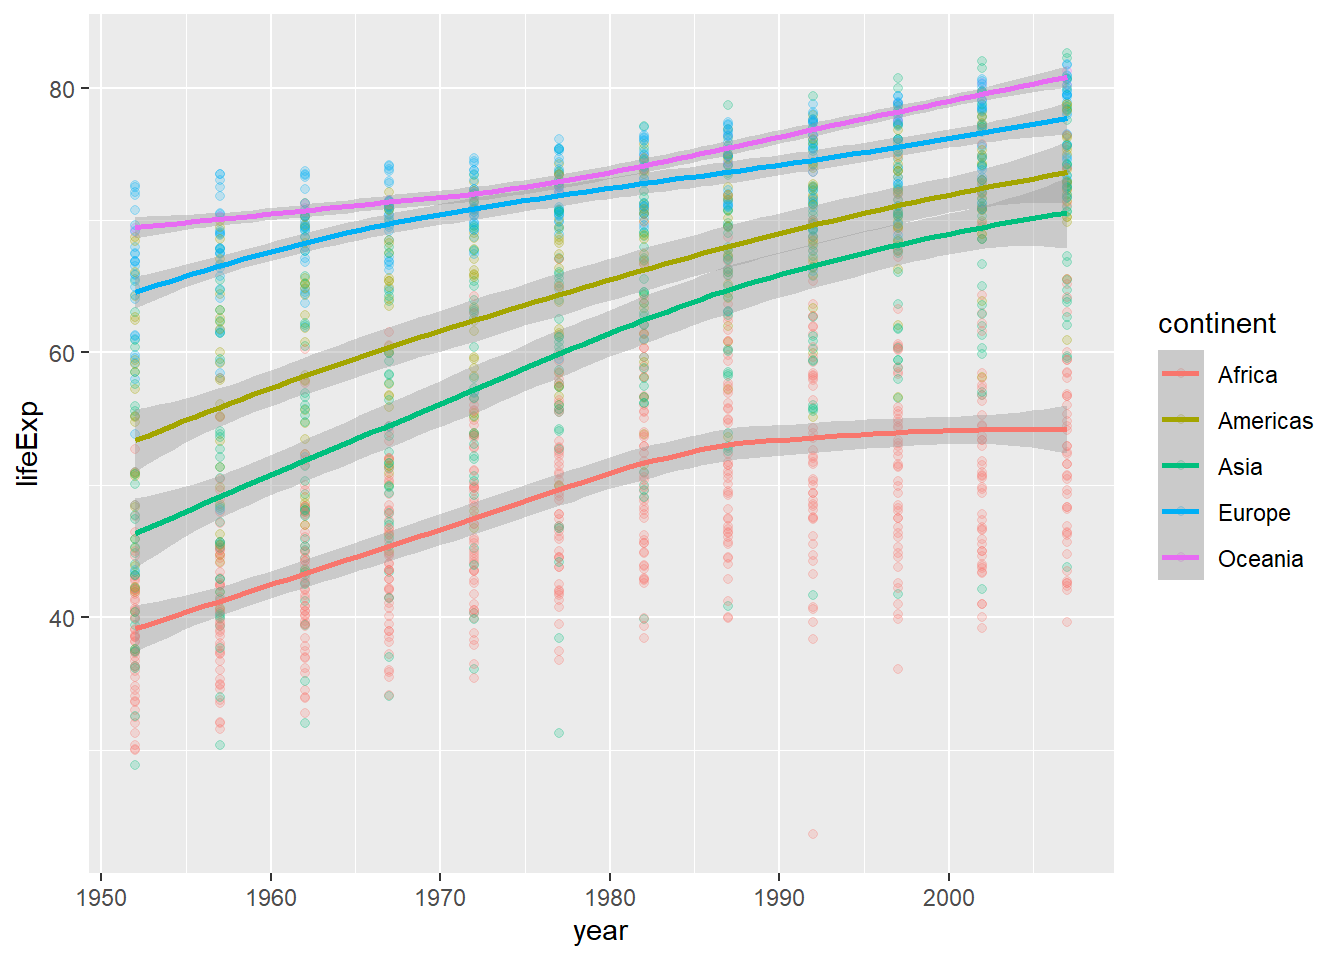 80
60
40
lifeExp
1950 1960 1970 1980 1990 2000
year
continent
Africa
Americas
Asia
Europe
Oceania